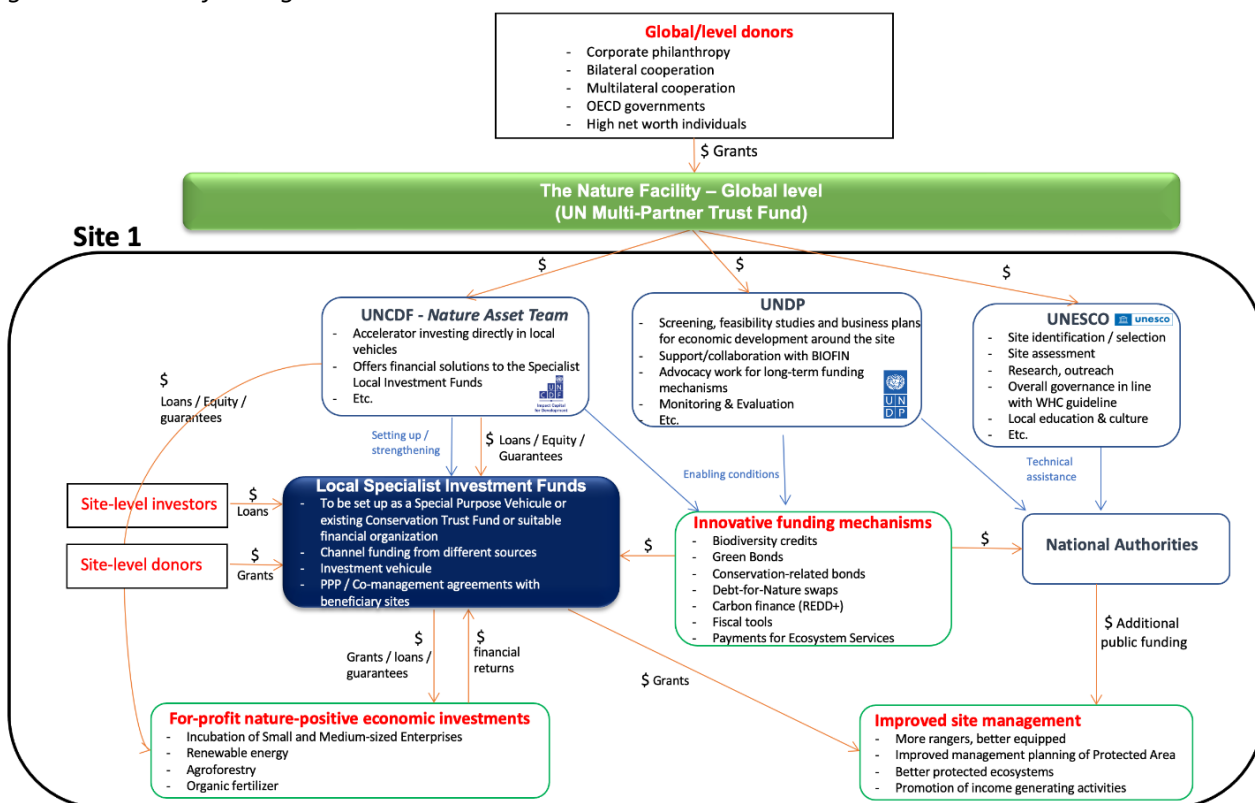 Global/level donors
- Corporate philanthropy
- Bilateral cooperation
- Multilateral cooperation
- OECD governments
- High net worth individuals
$ Grants
The Nature Facility – Global level
(UN Multi-Partner Trust Fund)
Site 1
$
$
$
UNCDF - Nature Asset Team
- Accelerator investing directly in local
vehicles
- Offers financial solutions to the Specialist
Local Investment Funds
- Etc.
UN
CDF
Impact Capital
for Development
UNDP
- Screening, feasibility studies and business plans
for economic development around the site
- Support/collaboration with BIOFIN
- Advocacy work for long-term funding
mechanisms
- Monitoring & Evaluation
- Etc.
U N
D P
UNESCO
unesco
- Site identification / selection
- Site assessment
- Research, outreach
- Overall governance in line
with WHC guideline
- Local education & culture
- Etc.
$
Loans / Equity /
guarantees
Setting up /
strengthening
$ Loans / Equity /
Guarantees
Enabling conditions
Technical
assistance
Site-level investors
$
Loans
Site-level donors
$
Grants
Local Specialist Investment Funds
- To be set up as a Special Purpose Vehicule or
existing Conservation Trust Fund or suitable
financial organization
- Channel funding from different sources
- Investment vehicule
- PPP / Co-management agreements with
beneficiary sites
$
Innovative funding mechanisms
- Biodiversity credits
- Green Bonds
- Conservation-related bonds
- Debt-for-Nature swaps
- Carbon finance (REDD+)
- Fiscal tools
- Payments for Ecosystem Services
$
National Authorities
$
Grants / loans /
guarantees
$
financial
returns
$ Grants
$ Additional
public funding
For-profit nature-positive economic investments
- Incubation of Small and Medium-sized Enterprises
- Renewable energy
- Agroforestry
- Organic fertilizer
Improved site management
- More rangers, better equipped
- Improved management planning of Protected Area
- Better protected ecosystems
- Promotion of income generating activities